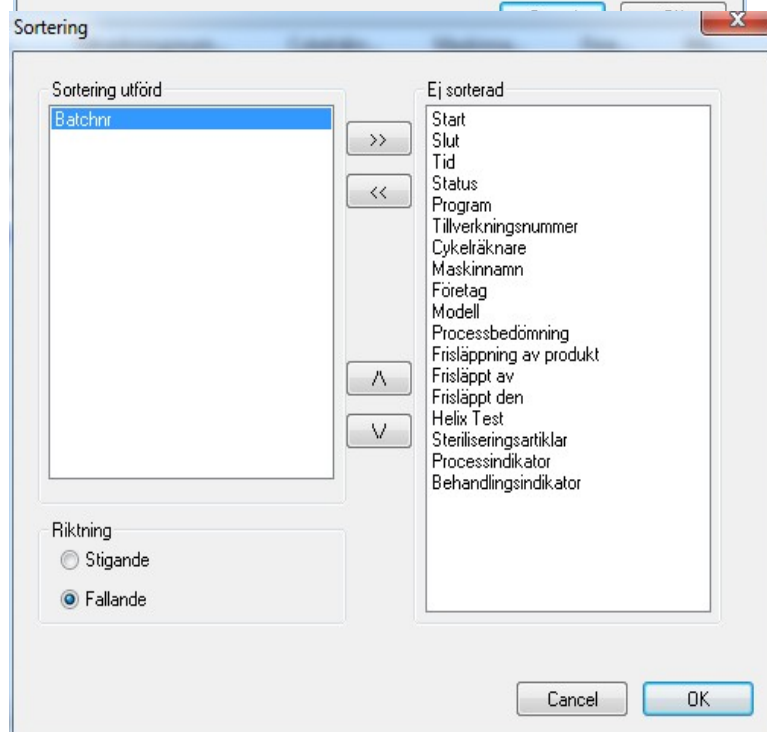 Sortering
Sortering utförd
Batchnr
>>
<<
/\
\/
Ej sorterad
Start
Slut
Tid
Status
Program
Tillverkningsnummer
Cykelräknare
Maskinnamn
Företag
Modell
Processbedömning
Frisläppning av produkt
Frisläppt av
Frisläppt den
Helix Test
Steriliseringsartiklar
Processindikator
Behandlingsindikator
Riktning
Stigande
Fallande
Cancel
OK